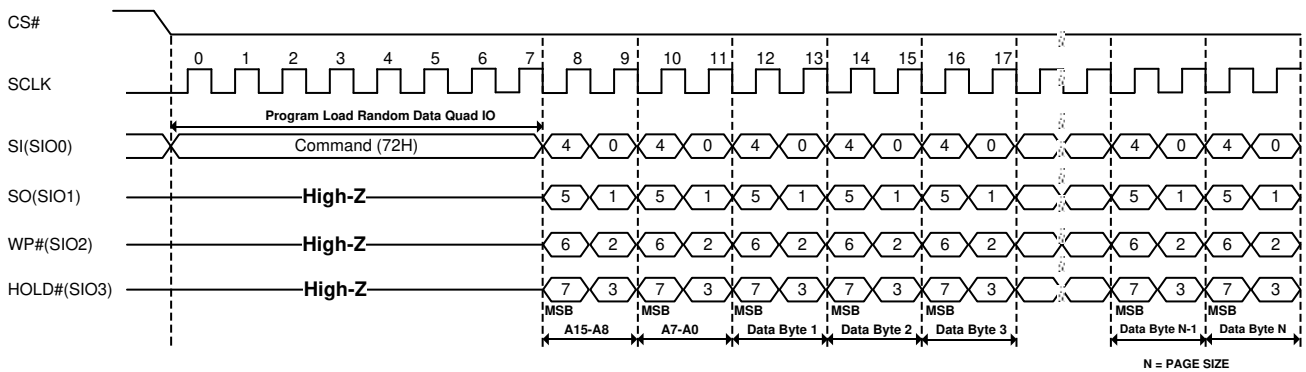 CS#
0 1 2 3 4 5 6 7 8 9 10 11 12 13 14 15 16 17
SCLK
Program Load Random Data Quad IO
SI(SIO0) Command (72H) 4 0 4 0 4 0 4 0 4 0 4 0 4 0
SO(SIO1) High-Z 5 1 5 1 5 1 5 1 5 1 5 1 5 1
WP#(SIO2) High-Z 6 2 6 2 6 2 6 2 6 2 6 2 6 2
HOLD#(SIO3) High-Z 7 3 7 3 7 3 7 3 7 3 7 3 7 3
MSB MSB MSB MSB MSB MSB MSB
A15-A8 A7-A0 Data Byte 1 Data Byte 2 Data Byte 3 Data Byte N-1 Data Byte N
N = PAGE SIZE